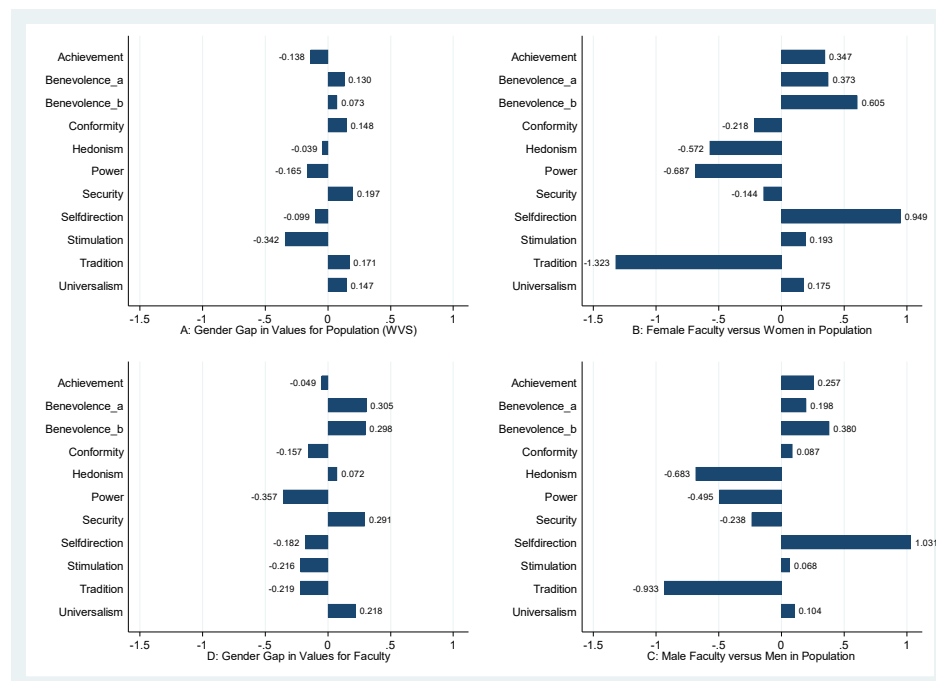 Achievement -0.138
Benevolence_a 0.130
Benevolence_b 0.073
Conformity 0.148
Hedonism -0.039
Power -0.165
Security 0.197
Selfdirection -0.099
Stimulation -0.342
Tradition 0.171
Universalism 0.147
-1.5 -1 -.5 0 .5 1
A: Gender Gap in Values for Population (WVS)
Achievement 0.347
Benevolence_a 0.373
Benevolence_b 0.605
Conformity -0.218
Hedonism -0.572
Power -0.687
Security -0.144
Selfdirection 0.949
Stimulation 0.193
Tradition -1.323
Universalism 0.175
-1.5 -1 -.5 0 .5 1
B: Female Faculty versus Women in Population
Achievement -0.049
Benevolence_a 0.305
Benevolence_b 0.298
Conformity -0.157
Hedonism 0.072
Power -0.357
Security 0.291
Selfdirection -0.182
Stimulation -0.216
Tradition -0.219
Universalism 0.218
-1.5 -1 -.5 0 .5 1
D: Gender Gap in Values for Faculty
Achievement 0.257
Benevolence_a 0.198
Benevolence_b 0.380
Conformity 0.087
Hedonism -0.683
Power -0.495
Security -0.238
Selfdirection 1.031
Stimulation 0.068
Tradition -0.933
Universalism 0.104
-1.5 -1 -.5 0 .5 1
C: Male Faculty versus Men in Population